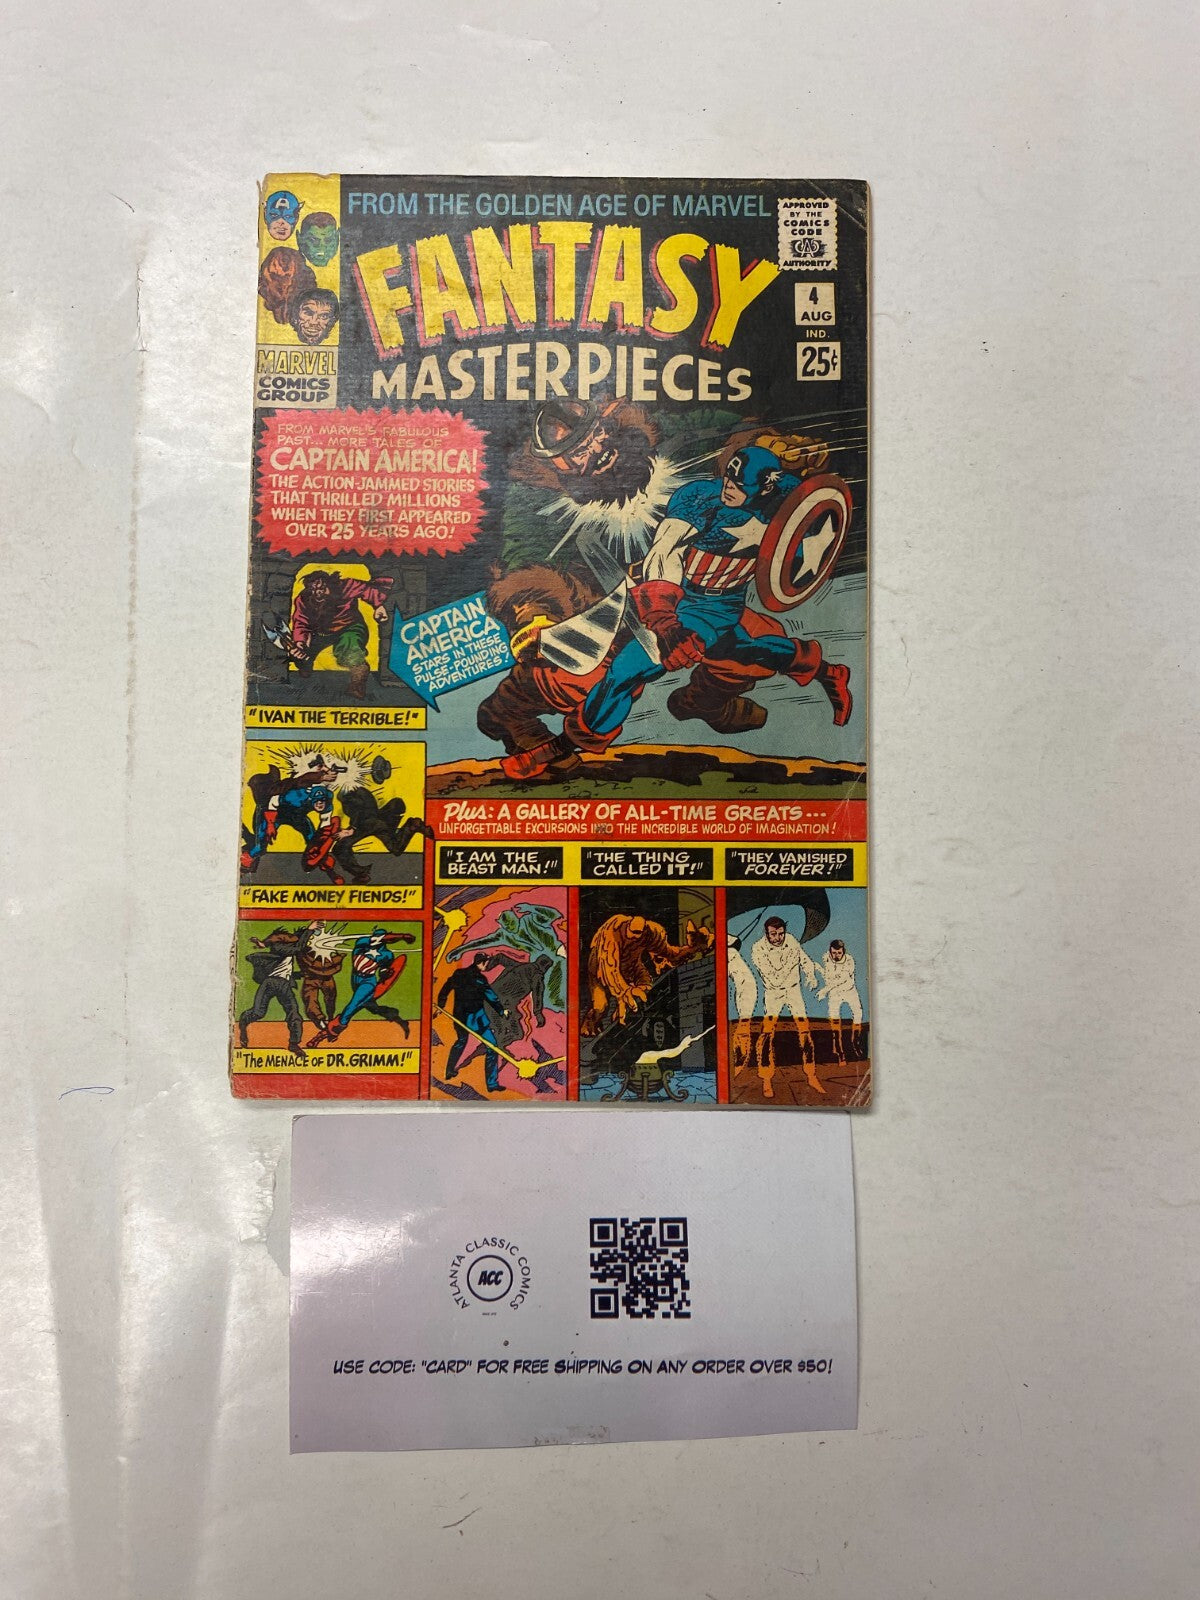 FROM THE GOLDEN AGE OF MARVEL
FANTASY
MASTERPIECES
APPROVED
BY THE
COMICS
CODE
CA
AUTHORITY
4
AUG
IND.
25¢
MARVEL
COMICS
GROUP
FROM MARVEL'S FABULOUS
PAST... MORE TALES OF
CAPTAIN AMERICA!
THE ACTION-JAMMED STORIES
THAT THRILLED MILLIONS
WHEN THEY FIRST APPEARED
OVER 25 YEARS AGO!
CAPTAIN
AMERICA
STARS IN THESE
PULSE-POUNDING
ADVENTURES!
"IVAN THE TERRIBLE!"
"FAKE MONEY FIENDS!"
"The MENACE OF DR. GRIMM!"
Plus: A GALLERY OF ALL-TIME GREATS...
UNFORGETTABLE EXCURSIONS INTO THE INCREDIBLE WORLD OF IMAGINATION!
"I AM THE
BEAST MAN!"
"THE THING
CALLED IT!"
"THEY VANISHED
FOREVER!"
ATLANTA CLASSIC COMICS
ACC
USE CODE: "CARD" FOR FREE SHIPPING ON ANY ORDER OVER $50!